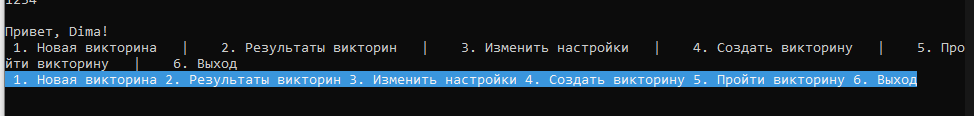 1234
Привет, Dima!
1. Новая викторина | 2. Результаты викторин | 3. Изменить настройки | 4. Создать викторину | 5. Про
йти викторину | 6. Выход
1. Новая викторина 2. Результаты викторин 3. Изменить настройки 4. Создать викторину 5. Пройти викторину 6. Выход